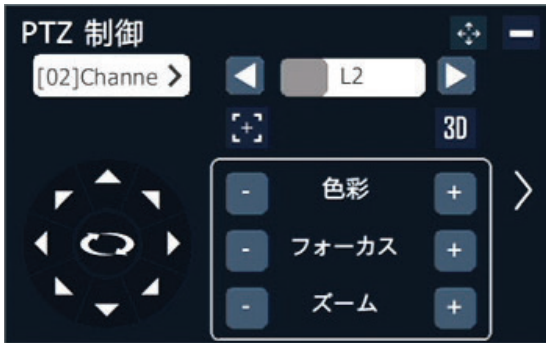 PTZ 制御
[02]Channe
L2
3D
- 色彩 +
- フォーカス +
- ズーム +